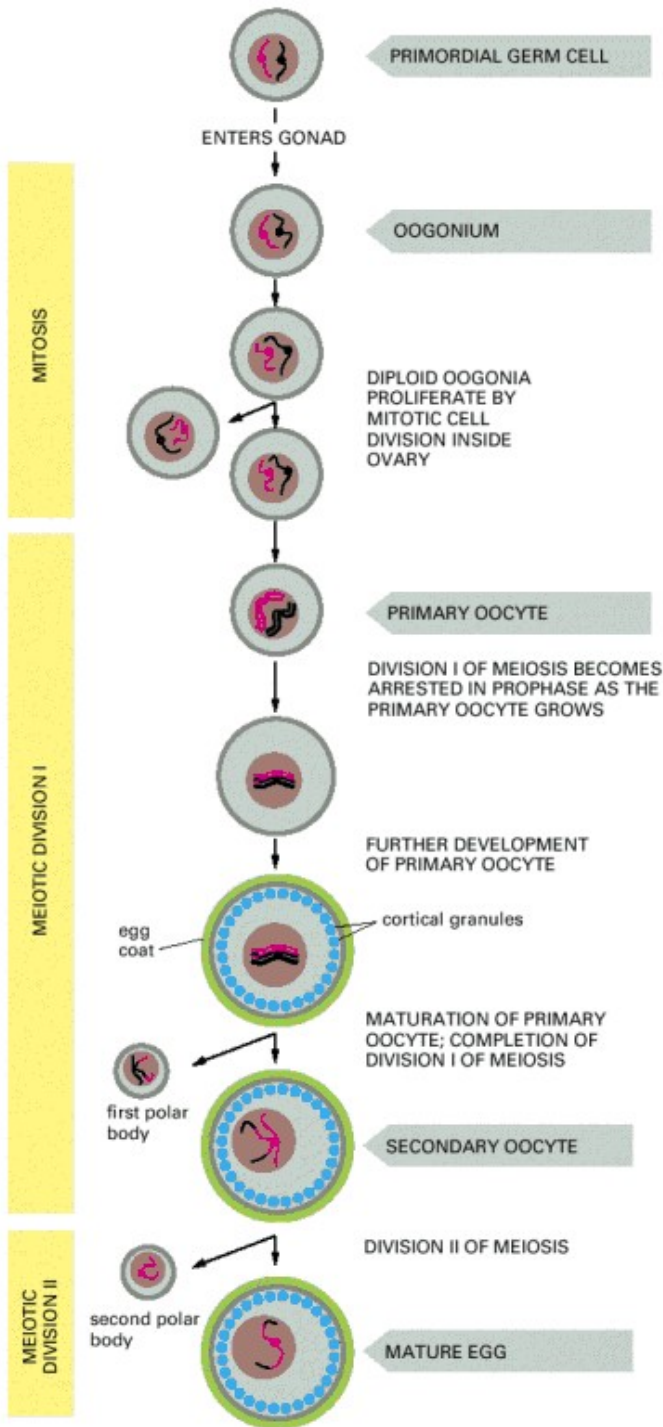 PRIMORDIAL GERM CELL
ENTERS GONAD
MITOSIS
OOGONIUM
DIPLOID OOGONIA
PROLIFERATE BY
MITOTIC CELL
DIVISION INSIDE
OVARY
MEIOTIC DIVISION I
PRIMARY OOCYTE
DIVISION I OF MEIOSIS BECOMES
ARRESTED IN PROPHASE AS THE
PRIMARY OOCYTE GROWS
FURTHER DEVELOPMENT
OF PRIMARY OOCYTE
egg
coat
cortical granules
MATURATION OF PRIMARY
OOCYTE; COMPLETION OF
DIVISION I OF MEIOSIS
first polar
body
SECONDARY OOCYTE
MEIOTIC
DIVISION II
DIVISION II OF MEIOSIS
second polar
body
MATURE EGG